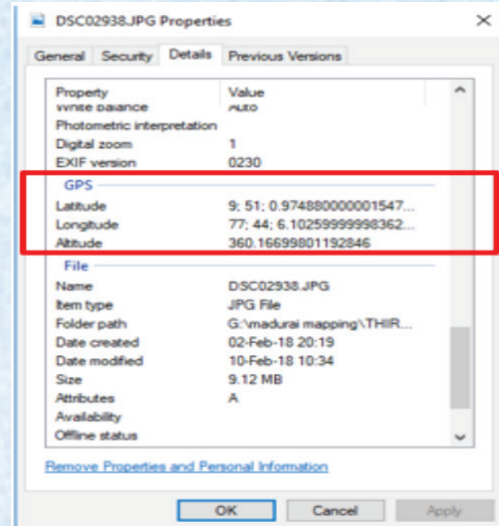 DSC02938.JPG Properties
General Security Details Previous Versions
Property Value
White balance Auto
Photometric interpretation
Digital zoom 1
EXIF version 0230
GPS
Latitude 9; 51; 0.974880000001547...
Longitude 77; 44; 6.10259999998362...
Altitude 360.16699801192846
File
Name DSC02938.JPG
Item type JPG File
Folder path G:\madurai mapping\THIR...
Date created 02-Feb-18 20:19
Date modified 10-Feb-18 10:34
Size 9.12 MB
Attributes A
Availability
Offline status
Remove Properties and Personal Information
OK Cancel Apply